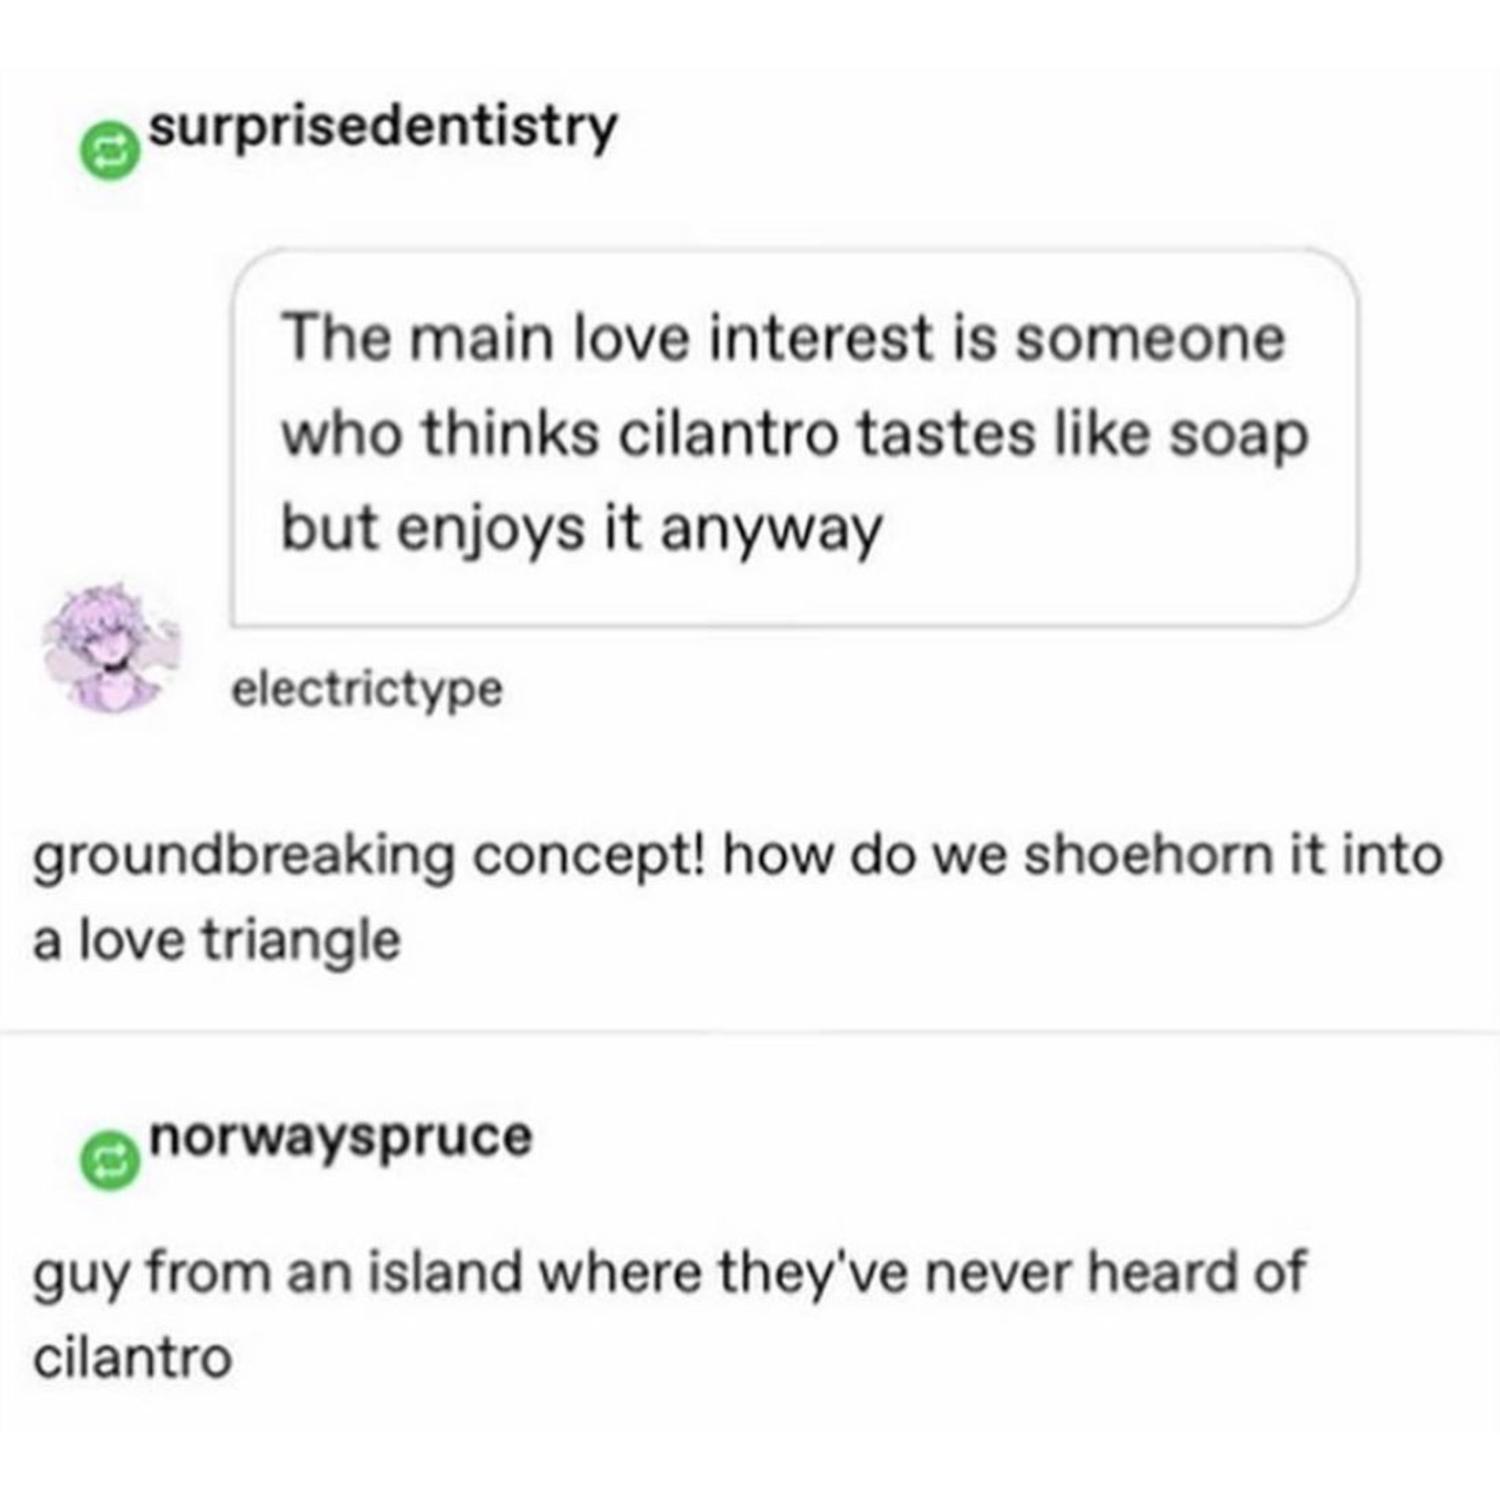 surprisedentistry
The main love interest is someone
who thinks cilantro tastes like soap
but enjoys it anyway
electrictype
groundbreaking concept! how do we shoehorn it into
a love triangle
norwayspruce
guy from an island where they've never heard of
cilantro